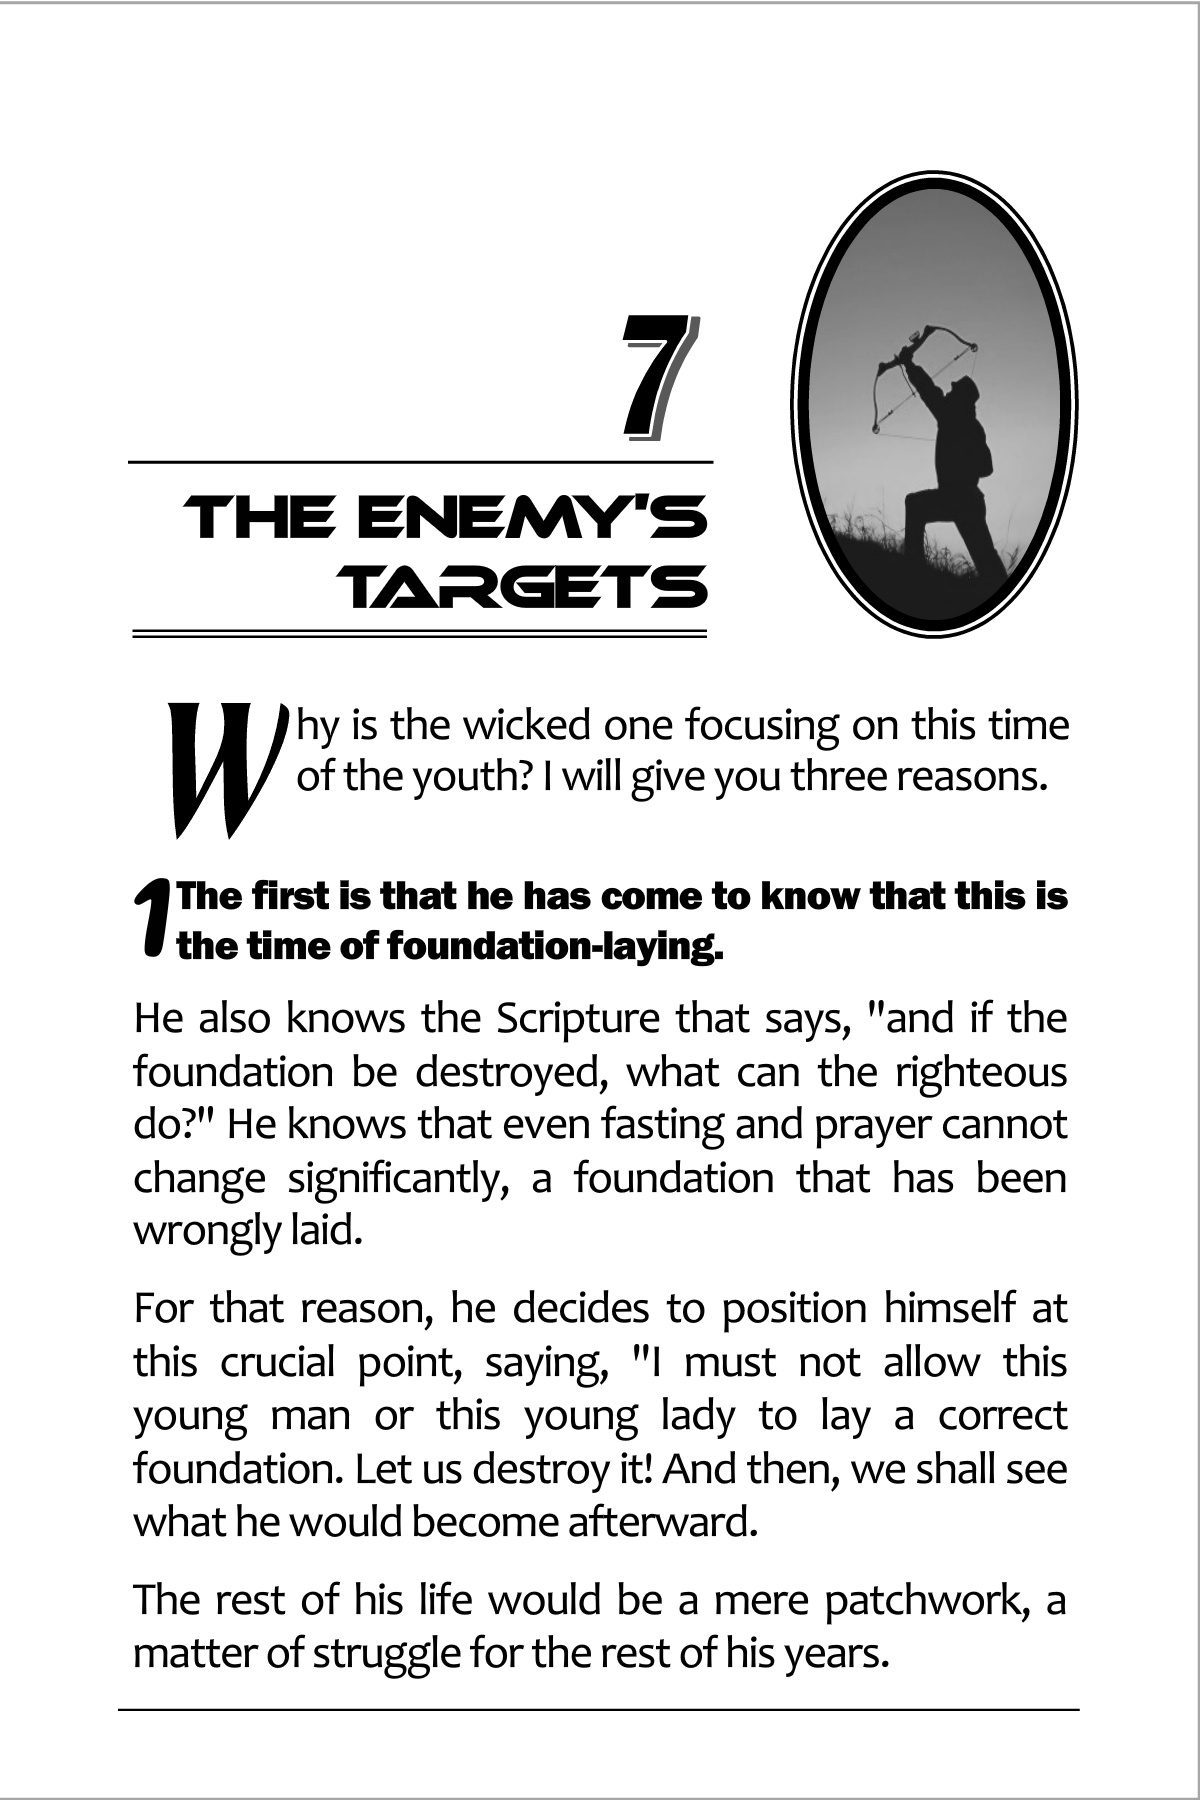 7
THE ENEMY'S
TARGETS
Why is the wicked one focusing on this time
of the youth? I will give you three reasons.
1 The first is that he has come to know that this is
the time of foundation-laying.
He also knows the Scripture that says, "and if the
foundation be destroyed, what can the righteous
do?" He knows that even fasting and prayer cannot
change significantly, a foundation that has been
wrongly laid.
For that reason, he decides to position himself at
this crucial point, saying, "I must not allow this
young man or this young lady to lay a correct
foundation. Let us destroy it! And then, we shall see
what he would become afterward.
The rest of his life would be a mere patchwork, a
matter of struggle for the rest of his years.